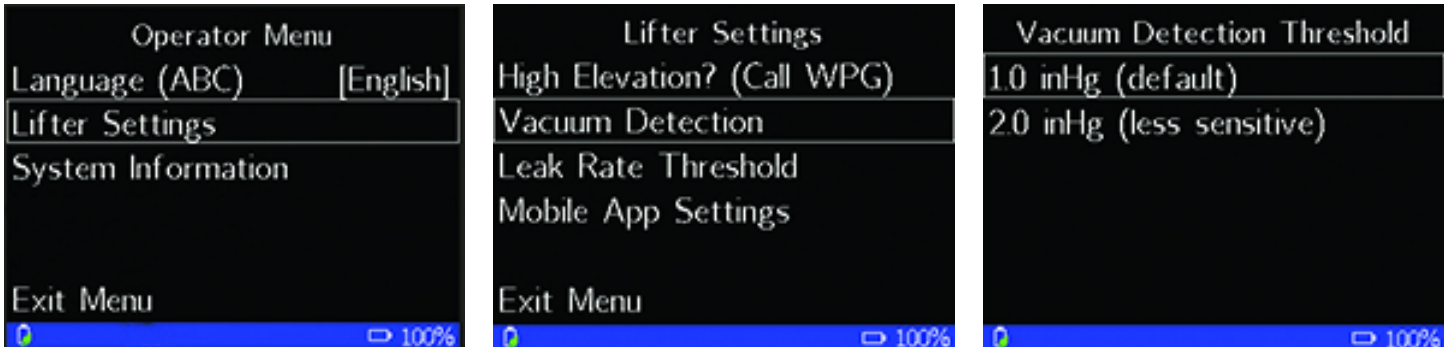 Operator Menu
Language (ABC) [English]
Lifter Settings
System Information
Exit Menu
100%
Lifter Settings
High Elevation? (Call WPG)
Vacuum Detection
Leak Rate Threshold
Mobile App Settings
Exit Menu
100%
Vacuum Detection Threshold
1.0 inHg (default)
2.0 inHg (less sensitive)
100%